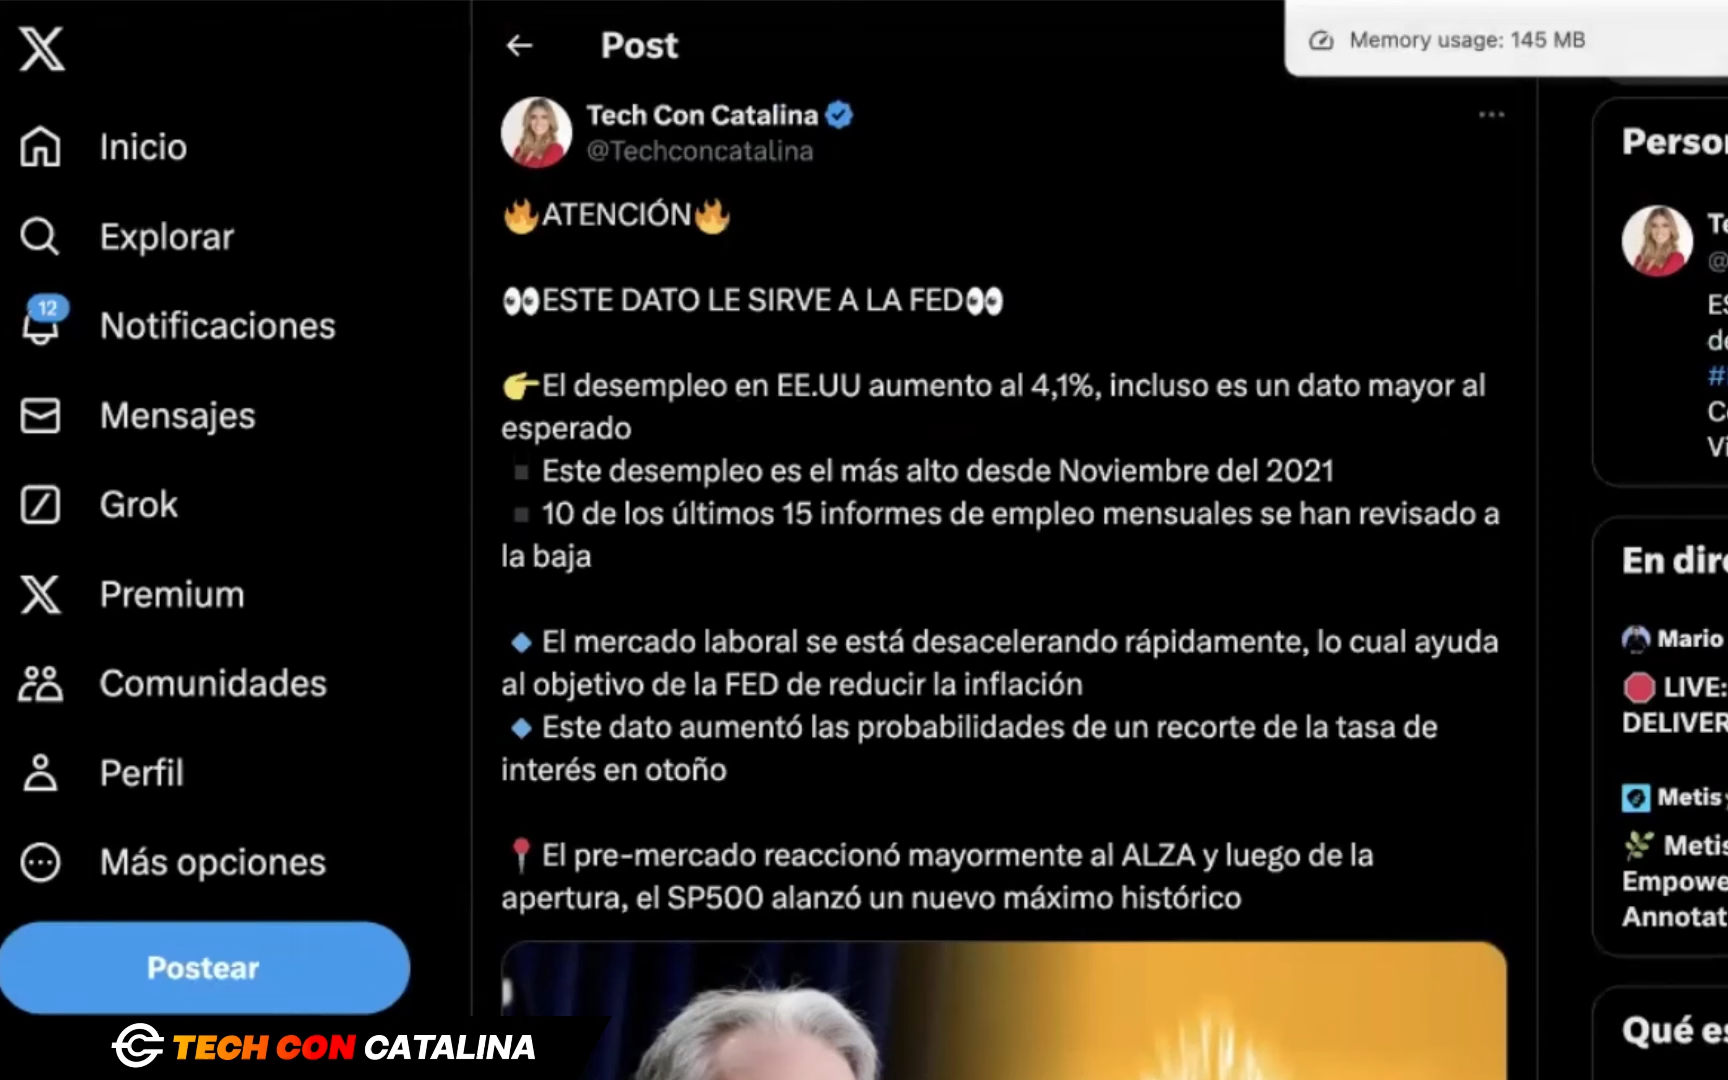 Post
Memory usage: 145 MB
Inicio
Explorar
12
Notificaciones
Mensajes
Grok
Premium
Comunidades
Perfil
Más opciones
Postear
Tech Con Catalina
@Techconcatalina
🔥ATENCIÓN🔥
👀ESTE DATO LE SIRVE A LA FED👀
👉El desempleo en EE.UU aumento al 4,1%, incluso es un dato mayor al
esperado
▪️Este desempleo es el más alto desde Noviembre del 2021
▪️10 de los últimos 15 informes de empleo mensuales se han revisado a
la baja
🔹El mercado laboral se está desacelerando rápidamente, lo cual ayuda
al objetivo de la FED de reducir la inflación
🔹Este dato aumentó las probabilidades de un recorte de la tasa de
interés en otoño
📍El pre-mercado reaccionó mayormente al ALZA y luego de la
apertura, el SP500 alanzó un nuevo máximo histórico
En dir
Mario
LIVE:
DELIVER
Metis
Metis
Empowe
Annotat
Qué es
TECH CON CATALINA